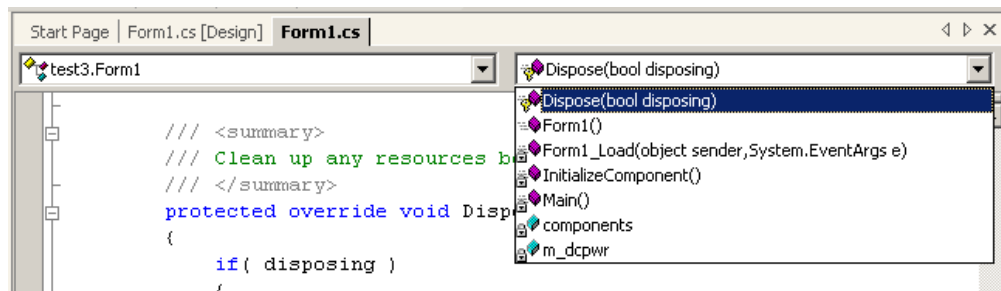 Start Page Form1.cs [Design] Form1.cs
test3.Form1 Dispose(bool disposing)
Dispose(bool disposing)
Form1()
Form1_Load(object sender,System.EventArgs e)
InitializeComponent()
Main()
components
m_dcpwr
/// <summary>
/// Clean up any resources b
/// </summary>
protected override void Disp
{
if( disposing )
{